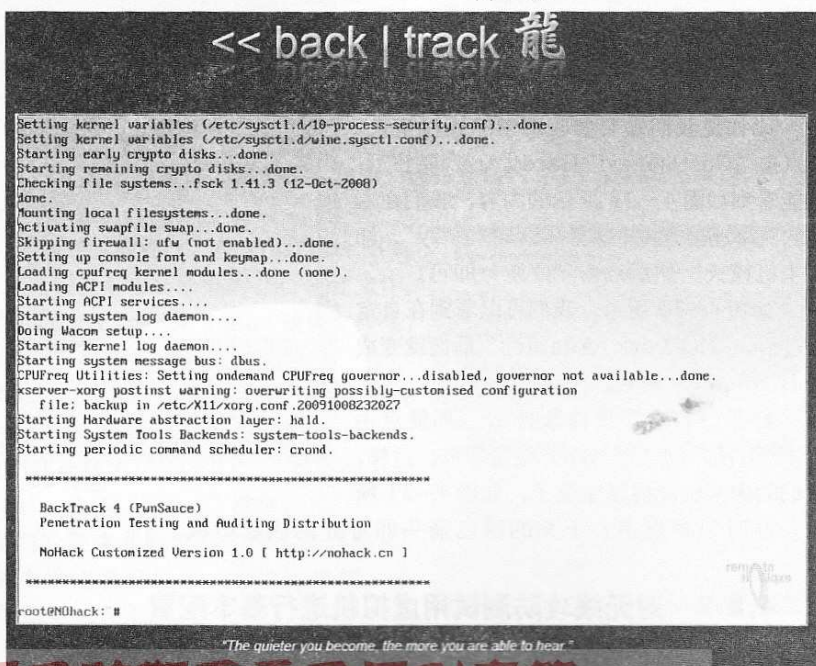 << back | track 龍
Setting kernel variables (/etc/sysctl.d/10-process-security.conf)...done.
Setting kernel variables (/etc/sysctl.d/wine.sysctl.conf)...done.
Starting early crypto disks...done.
Starting remaining crypto disks...done.
Checking file systems...fsck 1.41.3 (12-Oct-2008)
done.
Mounting local filesystems...done.
Activating swapfile swap...done.
Skipping firewall: ufw (not enabled)...done.
Setting up console font and keymap...done.
Loading cpufreq kernel modules...done (none).
Loading ACPI modules....
Starting ACPI services....
Starting system log daemon....
Doing Wacom setup....
Starting kernel log daemon....
Starting system message bus: dbus.
CPUFreq Utilities: Setting ondemand CPUFreq governor...disabled, governor not available...done.
xserver-xorg postinst warning: overwriting possibly-customised configuration
file; backup in /etc/X11/xorg.conf.20091008232027
Starting Hardware abstraction layer: hald.
Starting System Tools Backends: system-tools-backends.
Starting periodic command scheduler: crond.
************************************************************
BackTrack 4 (PwnSauce)
Penetration Testing and Auditing Distribution
NoHack Customized Version 1.0 [ http://nohack.cn ]
************************************************************
root@NOhack: #
"The quieter you become, the more you are able to hear."